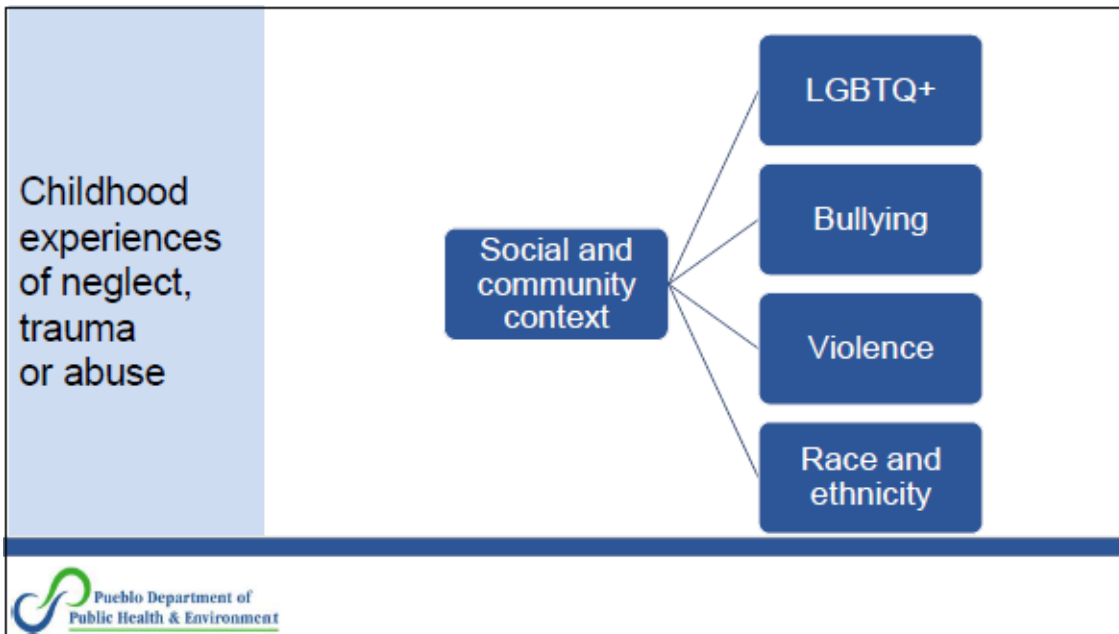 Childhood
experiences
of neglect,
trauma
or abuse
Social and
community
context
LGBTQ+
Bullying
Violence
Race and
ethnicity
Pueblo Department of
Public Health & Environment